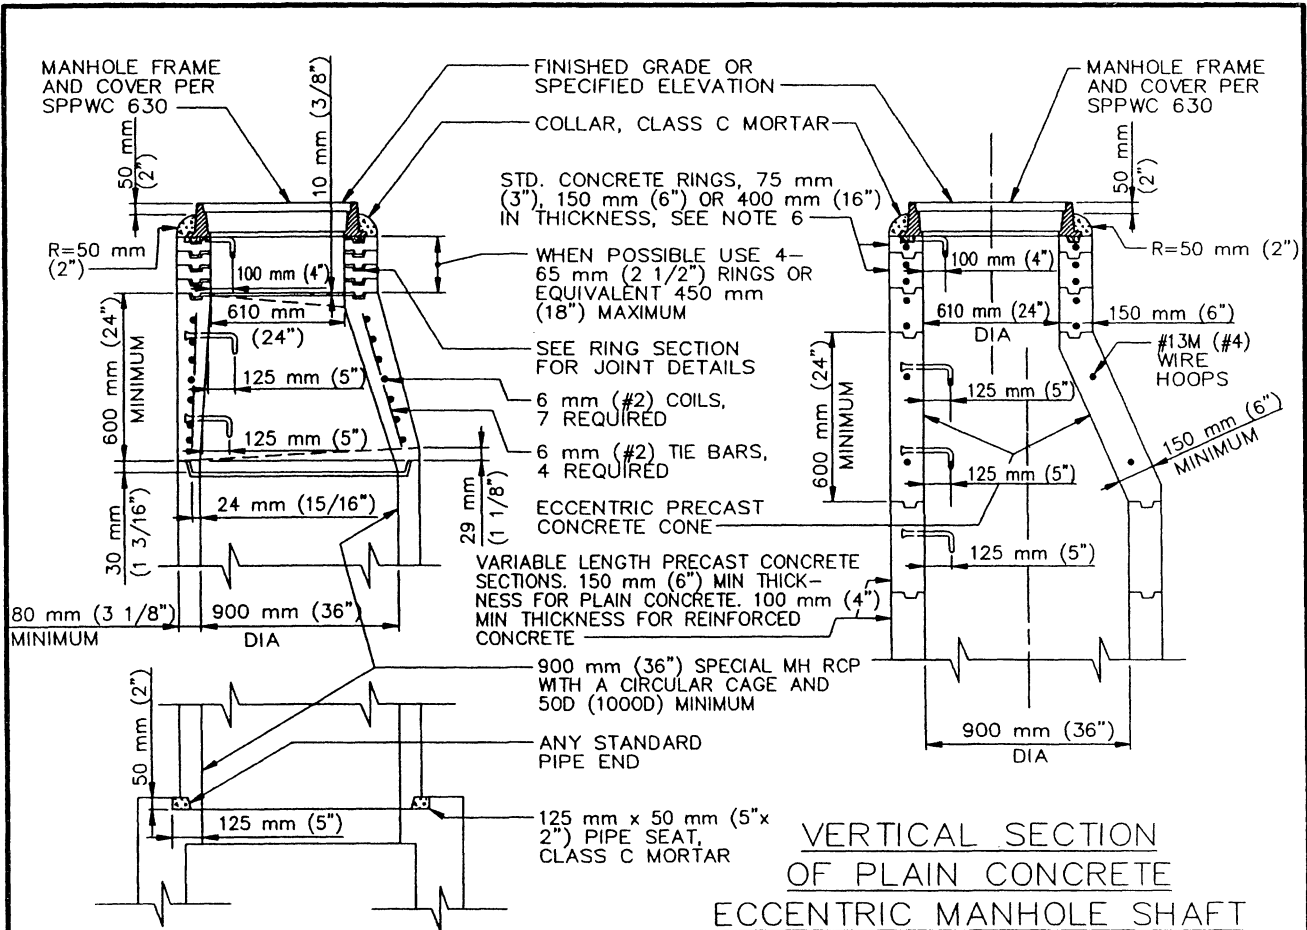 MANHOLE FRAME
AND COVER PER
SPPWC 630
50 mm
(2")
10 mm (3/8")
FINISHED GRADE OR
SPECIFIED ELEVATION
COLLAR, CLASS C MORTAR
STD. CONCRETE RINGS, 75 mm
(3"), 150 mm (6") OR 400 mm (16")
IN THICKNESS, SEE NOTE 6
MANHOLE FRAME
AND COVER PER
SPPWC 630
50 mm
(2")
R=50 mm
(2")
100 mm (4")
WHEN POSSIBLE USE 4-
65 mm (2 1/2") RINGS OR
EQUIVALENT 450 mm
(18") MAXIMUM
100 mm (4")
R=50 mm (2")
610 mm
(24")
610 mm (24")
DIA
150 mm (6")
600 mm (24")
MINIMUM
SEE RING SECTION
FOR JOINT DETAILS
#13M (#4)
WIRE
HOOPS
125 mm (5")
6 mm (#2) COILS,
7 REQUIRED
600 mm (24")
MINIMUM
125 mm (5")
125 mm (5")
6 mm (#2) TIE BARS,
4 REQUIRED
125 mm (5")
150 mm (6")
MINIMUM
24 mm (15/16")
30 mm
(1 3/16")
29 mm
(1 1/8")
ECCENTRIC PRECAST
CONCRETE CONE
125 mm (5")
VARIABLE LENGTH PRECAST CONCRETE
SECTIONS. 150 mm (6") MIN THICK-
NESS FOR PLAIN CONCRETE. 100 mm (4")
MIN THICKNESS FOR REINFORCED
CONCRETE
80 mm (3 1/8")
MINIMUM
900 mm (36")
DIA
900 mm (36") SPECIAL MH RCP
WITH A CIRCULAR CAGE AND
50D (1000D) MINIMUM
50 mm (2")
900 mm (36")
DIA
ANY STANDARD
PIPE END
125 mm (5")
125 mm x 50 mm (5"x
2") PIPE SEAT,
CLASS C MORTAR
VERTICAL SECTION
OF PLAIN CONCRETE
ECCENTRIC MANHOLE SHAFT